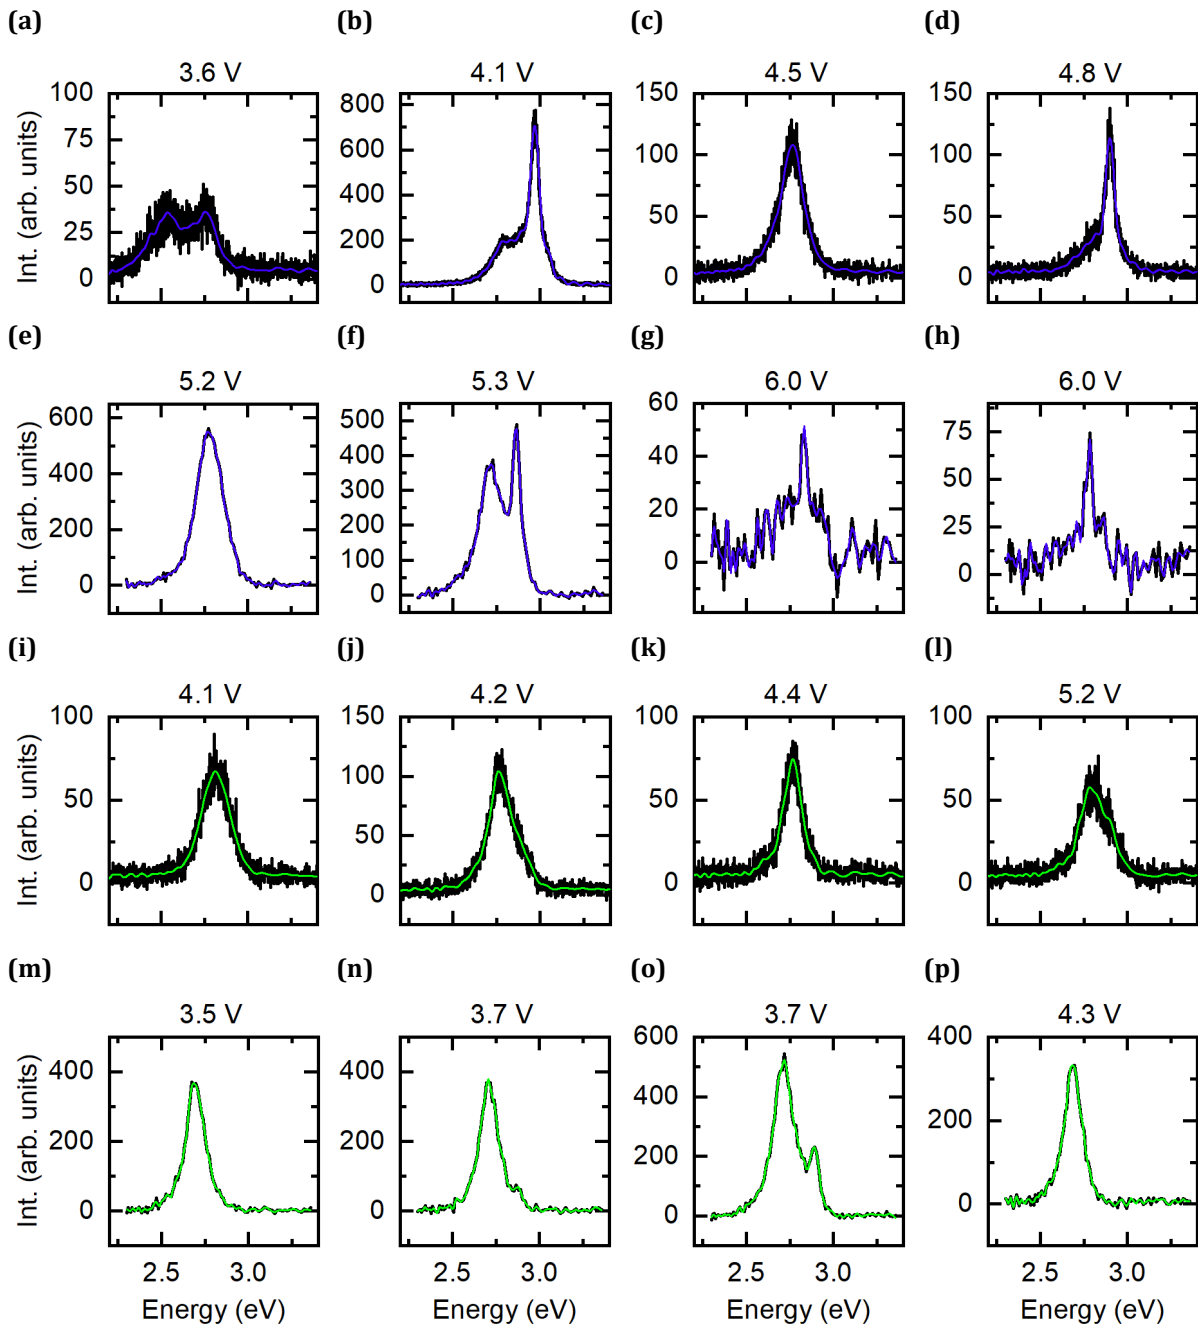 (a) (b) (c) (d)
3.6 V 4.1 V 4.5 V 4.8 V
Int. (arb. units)
100 75 50 25 0
800 600 400 200 0
150 100 50 0
150 100 50 0
(e) (f) (g) (h)
5.2 V 5.3 V 6.0 V 6.0 V
Int. (arb. units)
600 400 200 0
500 400 300 200 100 0
60 40 20 0
75 50 25 0
(i) (j) (k) (l)
4.1 V 4.2 V 4.4 V 5.2 V
Int. (arb. units)
100 50 0
150 100 50 0
100 50 0
100 50 0
(m) (n) (o) (p)
3.5 V 3.7 V 3.7 V 4.3 V
Int. (arb. units)
400 200 0
400 200 0
600 400 200 0
400 200 0
2.5 3.0 2.5 3.0 2.5 3.0 2.5 3.0
Energy (eV) Energy (eV) Energy (eV) Energy (eV)